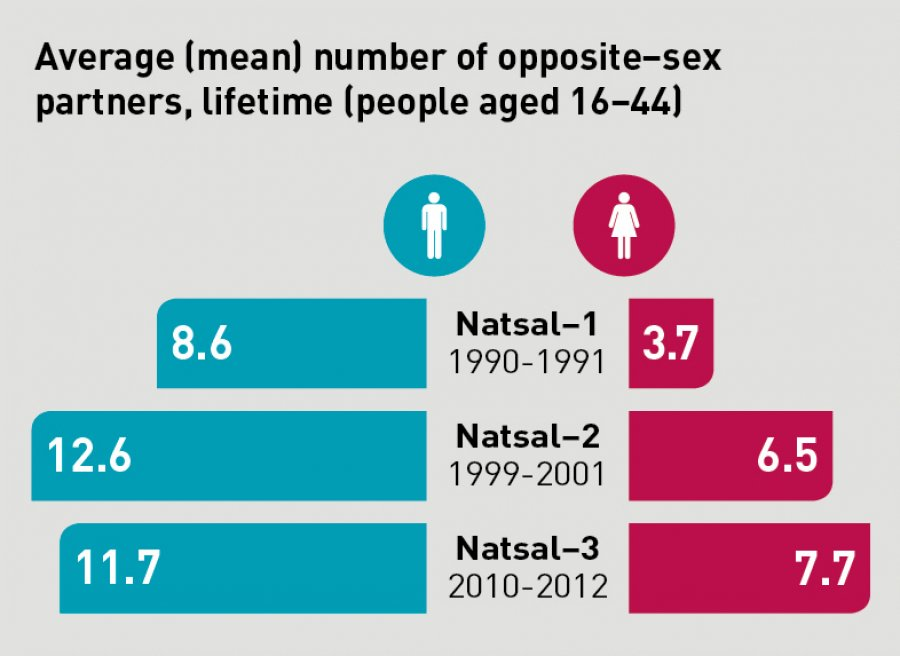 Average (mean) number of opposite–sex
partners, lifetime (people aged 16–44)
8.6
Natsal–1
1990-1991
3.7
12.6
Natsal–2
1999-2001
6.5
11.7
Natsal–3
2010-2012
7.7